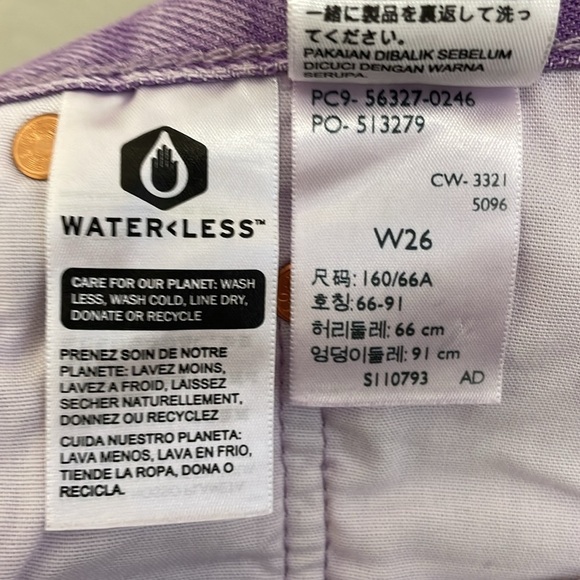 一緒に製品を裏返して洗っ
てください。
PAKAIAN DIBALIK SEBELUM
DICUCI DENGAN WARNA
SERUPA.
WATER<LESS™
CARE FOR OUR PLANET: WASH
LESS, WASH COLD, LINE DRY,
DONATE OR RECYCLE
PRENEZ SOIN DE NOTRE
PLANETE: LAVEZ MOINS,
LAVEZ A FROID, LAISSEZ
SECHER NATURELLEMENT,
DONNEZ OU RECYCLEZ
CUIDA NUESTRO PLANETA:
LAVA MENOS, LAVA EN FRIO,
TIENDE LA ROPA, DONA O
RECICLA.
PC9- 56327-0246
PO- 513279
CW- 3321
5096
W26
尺码: 160/66A
호칭: 66-91
허리둘레: 66 cm
엉덩이둘레: 91 cm
S110793 AD